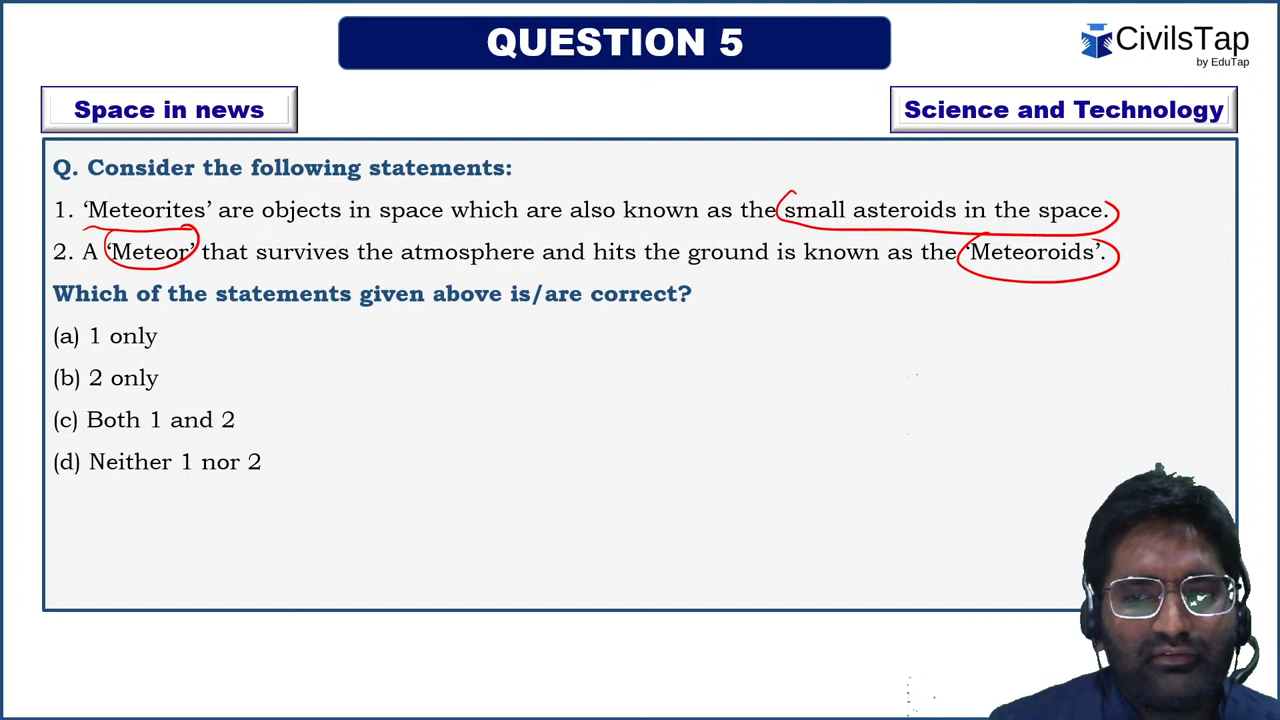 QUESTION 5
CivilsTap
by EduTap
Space in news
Science and Technology
Q. Consider the following statements:
1. ‘Meteorites’ are objects in space which are also known as the small asteroids in the space.
2. A ‘Meteor’ that survives the atmosphere and hits the ground is known as the ‘Meteoroids’.
Which of the statements given above is/are correct?
(a) 1 only
(b) 2 only
(c) Both 1 and 2
(d) Neither 1 nor 2